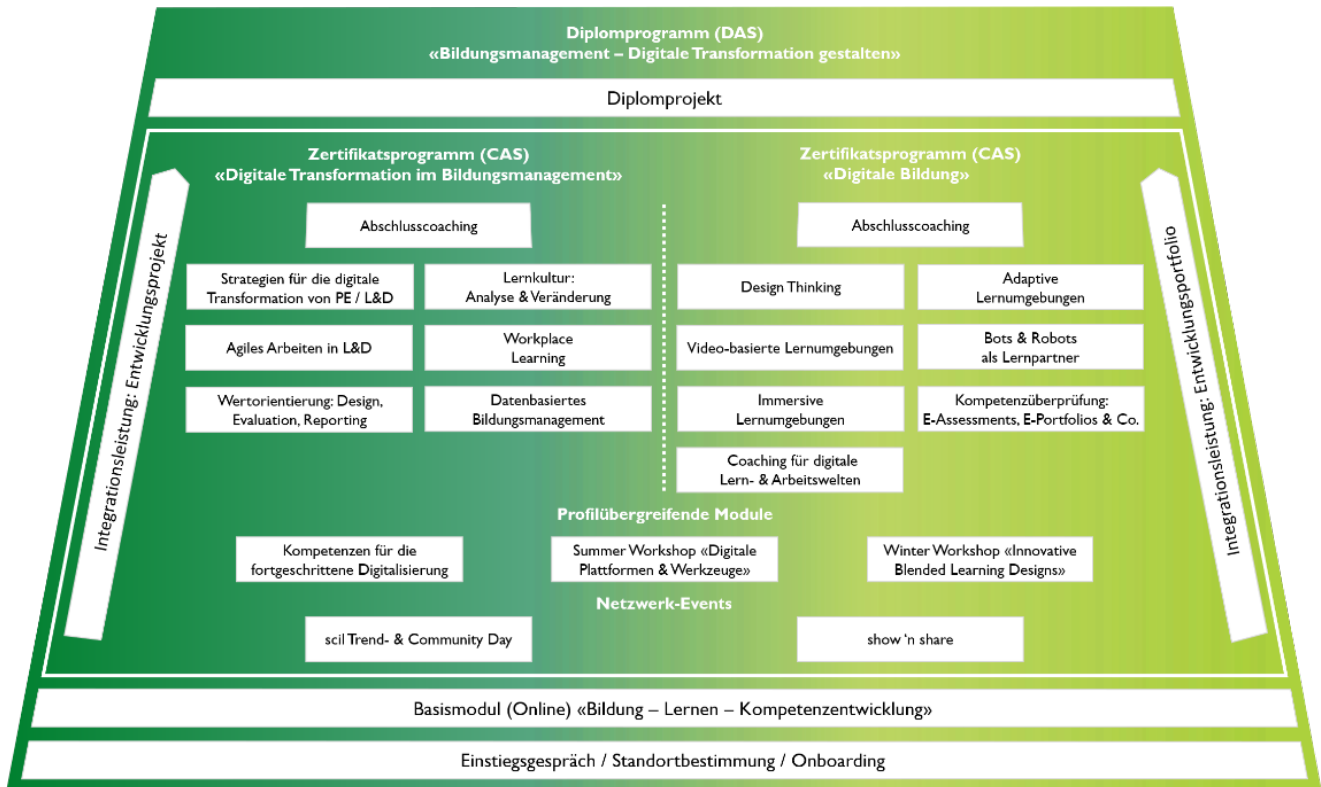 Diplomprogramm (DAS)
«Bildungsmanagement – Digitale Transformation gestalten»
Diplomprojekt
Zertifikatsprogramm (CAS)
«Digitale Transformation im Bildungsmanagement»
Zertifikatsprogramm (CAS)
«Digitale Bildung»
Integrationsleistung: Entwicklungsprojekt
Abschlusscoaching
Strategien für die digitale
Transformation von PE / L&D
Lernkultur:
Analyse & Veränderung
Agiles Arbeiten in L&D
Workplace
Learning
Wertorientierung: Design,
Evaluation, Reporting
Datenbasiertes
Bildungsmanagement
Abschlusscoaching
Design Thinking
Adaptive
Lernumgebungen
Video-basierte Lernumgebungen
Bots & Robots
als Lernpartner
Immersive
Lernumgebungen
Kompetenzüberprüfung:
E-Assessments, E-Portfolios & Co.
Coaching für digitale
Lern- & Arbeitswelten
Integrationsleistung: Entwicklungsportfolio
Profilübergreifende Module
Kompetenzen für die
fortgeschrittene Digitalisierung
Summer Workshop «Digitale
Plattformen & Werkzeuge»
Winter Workshop «Innovative
Blended Learning Designs»
Netzwerk-Events
scil Trend- & Community Day
show ‘n share
Basismodul (Online) «Bildung – Lernen – Kompetenzentwicklung»
Einstiegsgespräch / Standortbestimmung / Onboarding